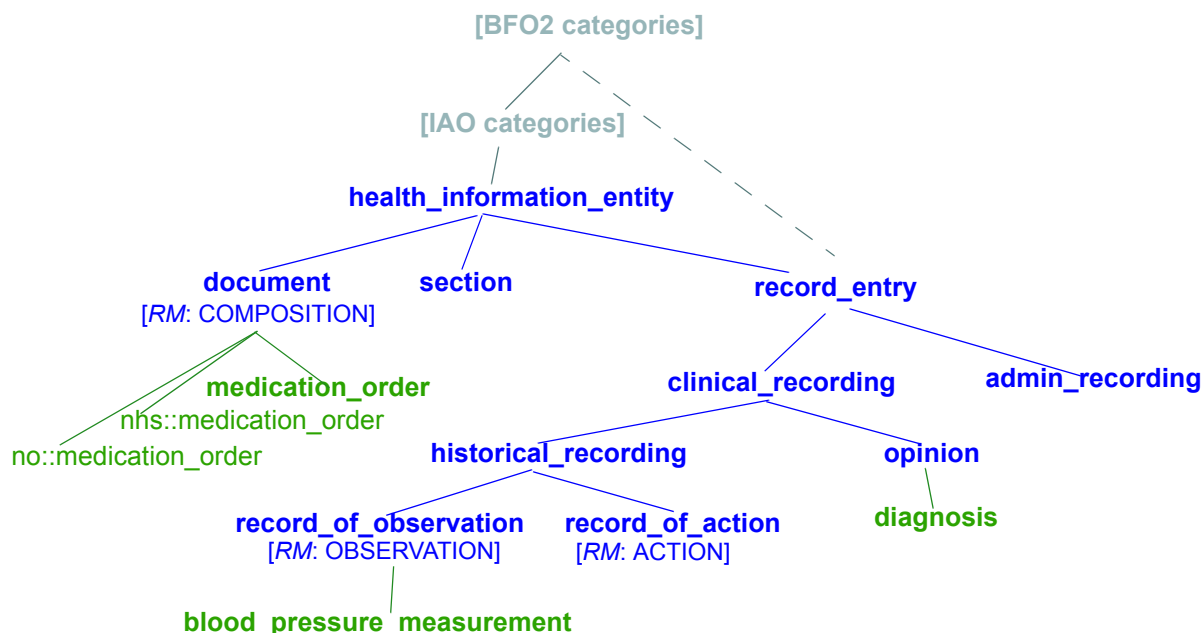 [BFO2 categories]
[IAO categories]
health_information_entity
document
section
record_entry
[RM: COMPOSITION]
medication_order
clinical_recording
admin_recording
nhs::medication_order
no::medication_order
historical_recording
opinion
record_of_observation
record_of_action
diagnosis
[RM: OBSERVATION]
[RM: ACTION]
blood_pressure_measurement